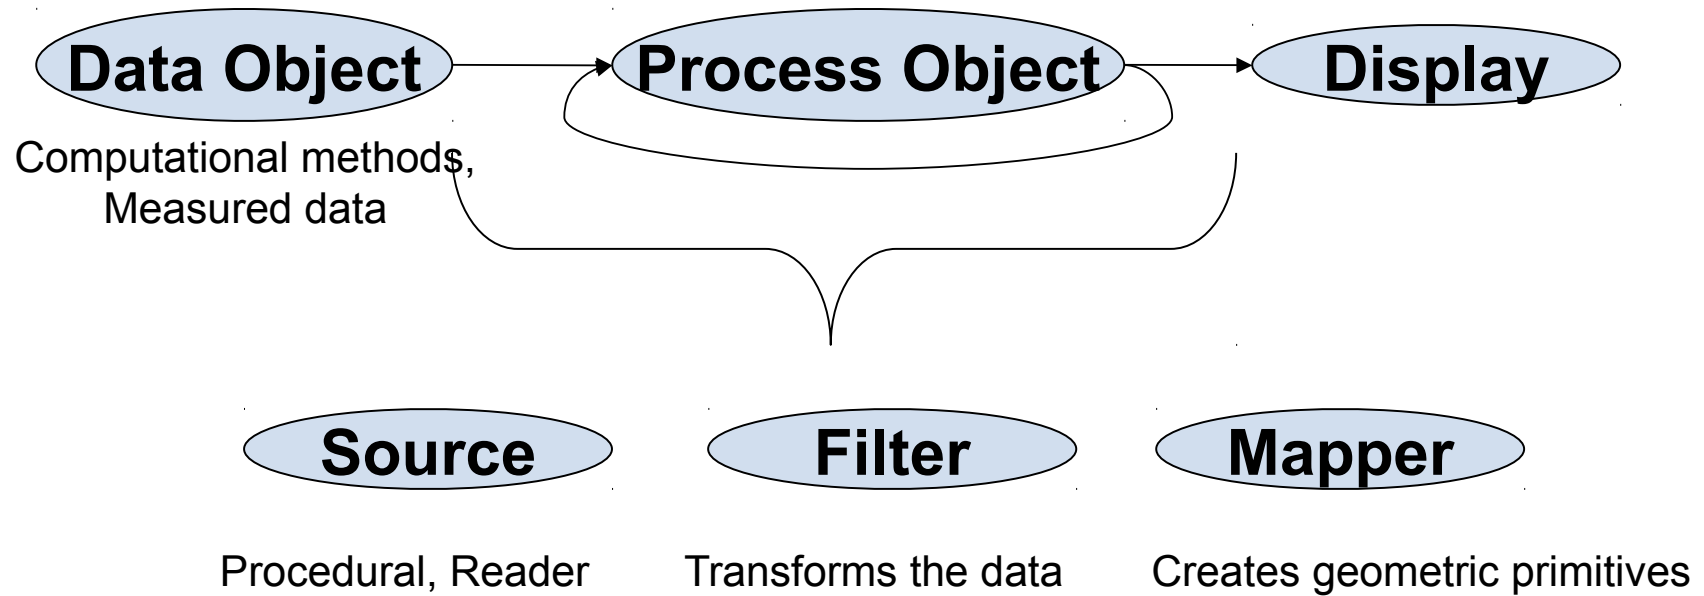 Data Object
Process Object
Display
Computational methods,
Measured data
Source
Filter
Mapper
Procedural, Reader
Transforms the data
Creates geometric primitives